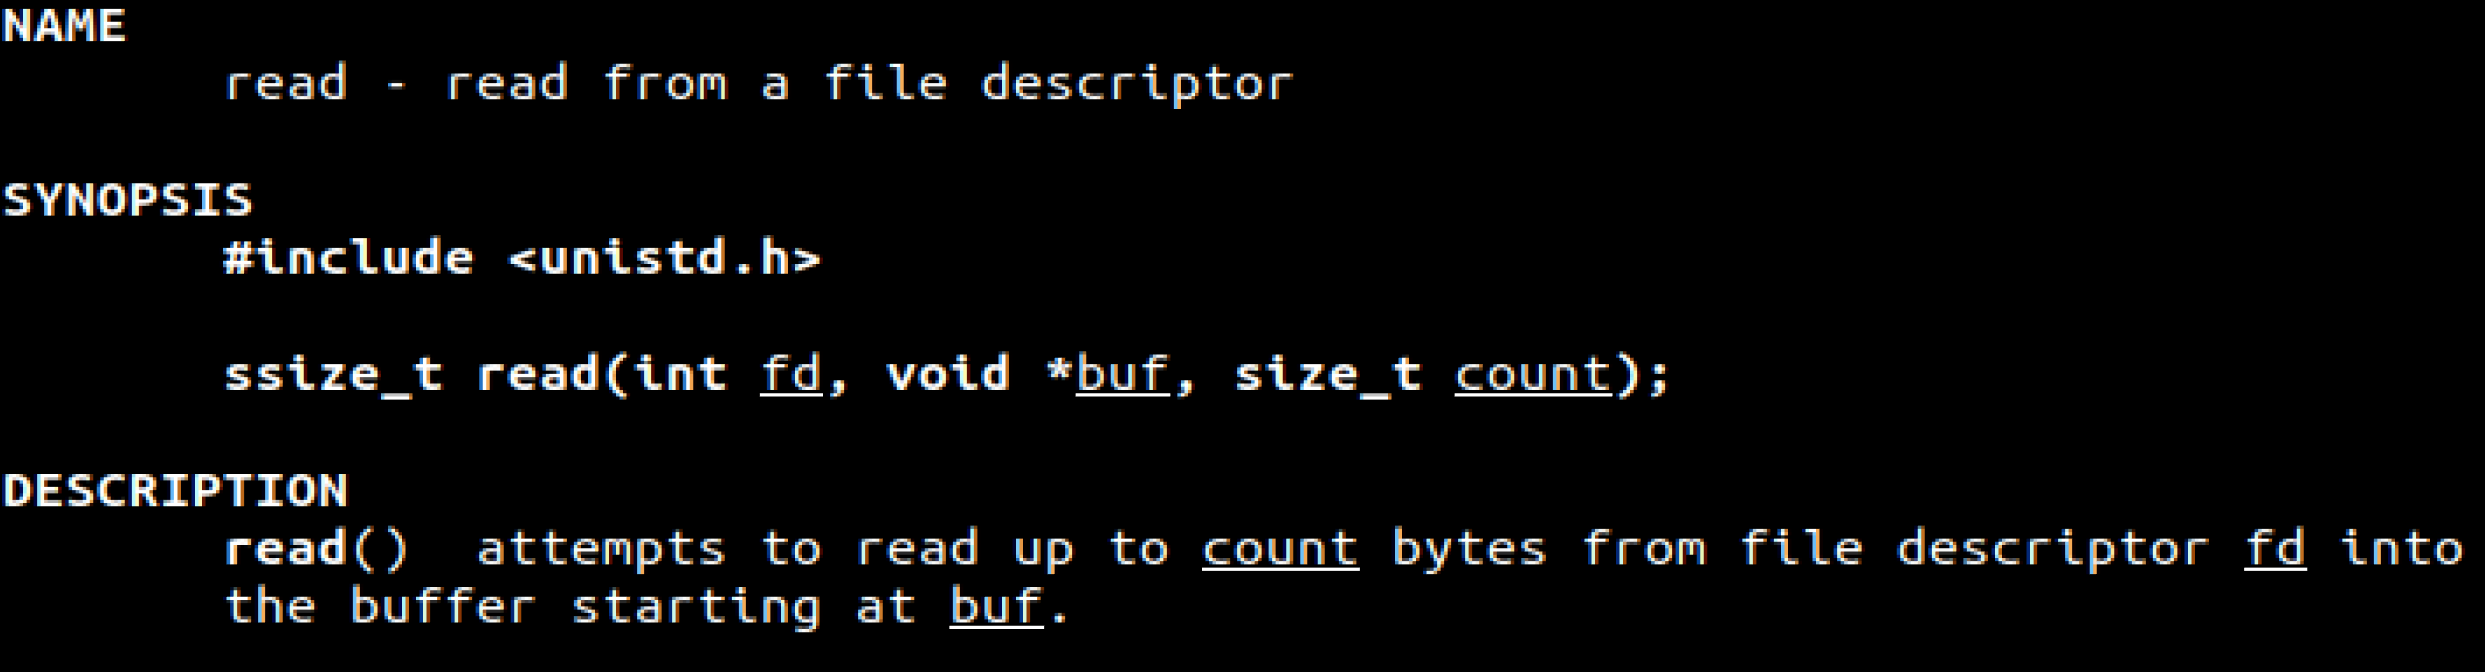 NAME
read - read from a file descriptor
SYNOPSIS
#include <unistd.h>
ssize_t read(int fd, void *buf, size_t count);
DESCRIPTION
read()  attempts to read up to count bytes from file descriptor fd into
the buffer starting at buf.